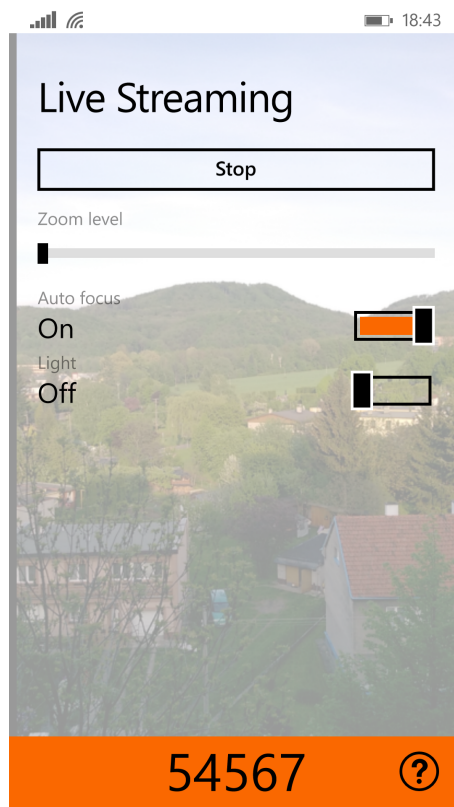 18:43
Live Streaming
Stop
Zoom level
Auto focus
On
Light
Off
54567
?